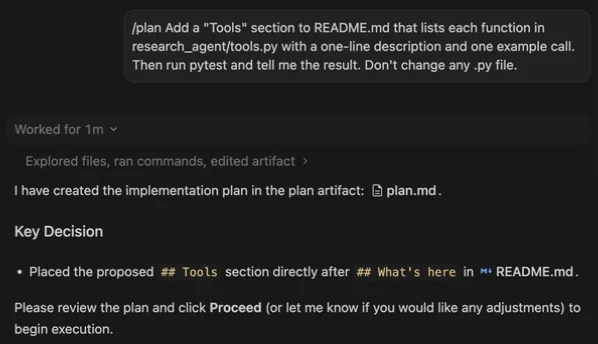 /plan Add a "Tools" section to README.md that lists each function in
research_agent/tools.py with a one-line description and one example call.
Then run pytest and tell me the result. Don't change any .py file.
Worked for 1m
Explored files, ran commands, edited artifact
I have created the implementation plan in the plan artifact: plan.md.
Key Decision
• Placed the proposed ## Tools section directly after ## What's here in README.md.
Please review the plan and click Proceed (or let me know if you would like any adjustments) to
begin execution.